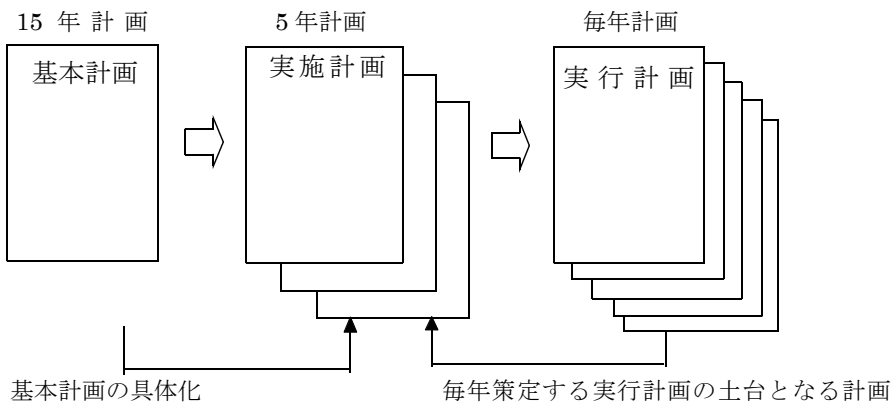 15 年 計 画
5 年計画
毎年計画
基本計画
実施計画
実 行 計 画
基本計画の具体化
毎年策定する実行計画の土台となる計画